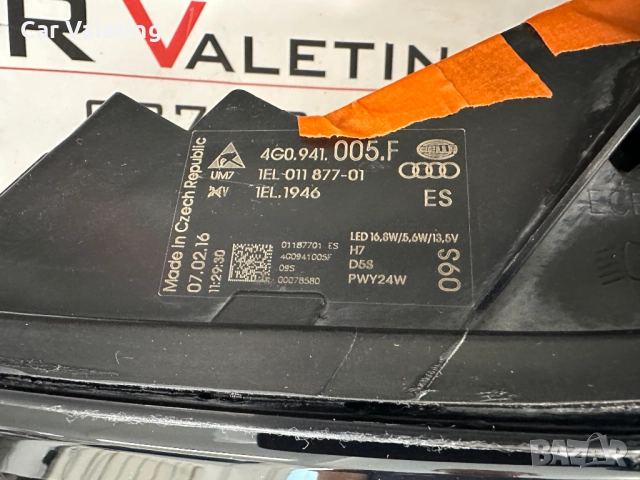 Car Valeting
R VALETIN
Made in Czech Republic
07.02.16
11:29:30
UM7
4G0.941.005.F
1EL 011 877-01
1EL.1946
ES
01187701 ES
4G0941005F
09S
00078580
LED 16,8W/5,6W/13,5V
H7
D5S
PWY24W
09S
BAZAR